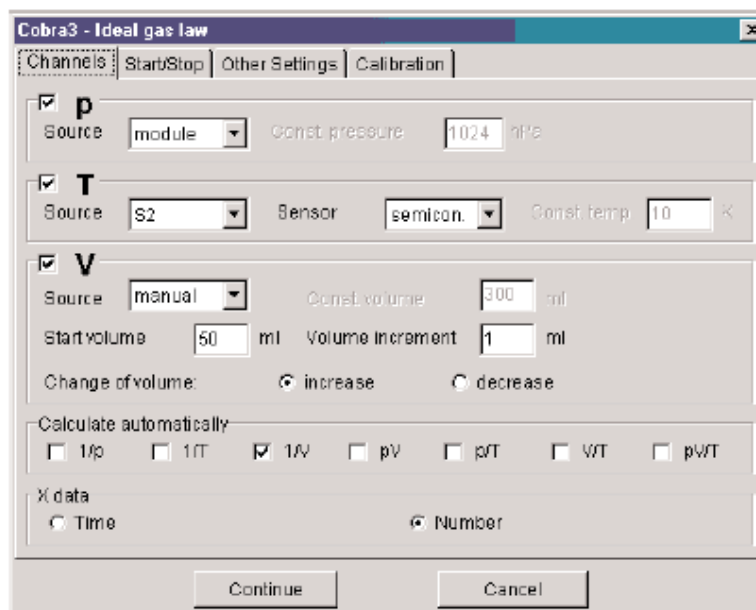 Cobra3 - Ideal gas law
Channels Start/Stop Other Settings Calibration
p
Source module Const. pressure 1024 hPa
T
Source S2 Sensor semicon. Const. temp 10 K
V
Source manual Const. volume 300 ml
Start volume 50 ml Volume increment 1 ml
Change of volume: increase decrease
Calculate automatically
1/p 1/T 1/V pV p/T V/T pV/T
X data
Time Number
Continue Cancel